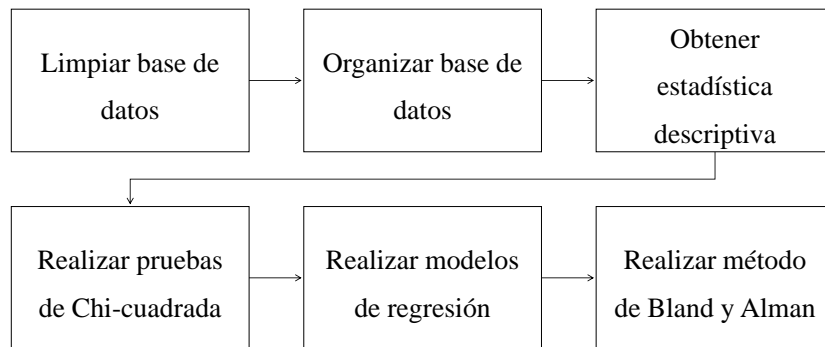 Limpiar base de
datos
Organizar base de
datos
Obtener
estadística
descriptiva
Realizar pruebas
de Chi-cuadrada
Realizar modelos
de regresión
Realizar método
de Bland y Alman